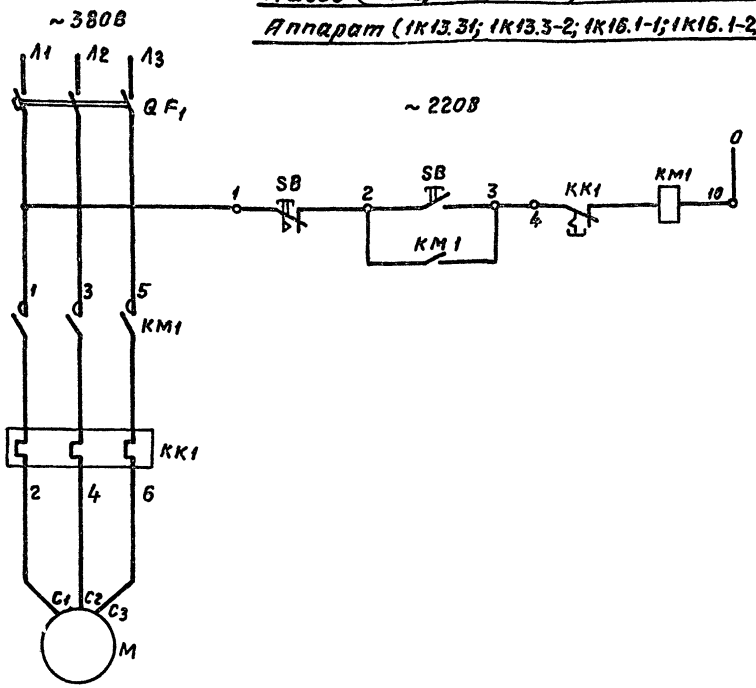 Аппарат (1К13.31; 1К13.3-2; 1К16.1-1; 1К16.1-2
~380В
Л1 Л2 Л3
QF1
~220В
0
1 SB 2 SB 3 4 КК1 КМ1 10
КМ1
1 3 5
КМ1
КК1
2 4 6
С1 С2 С3
М